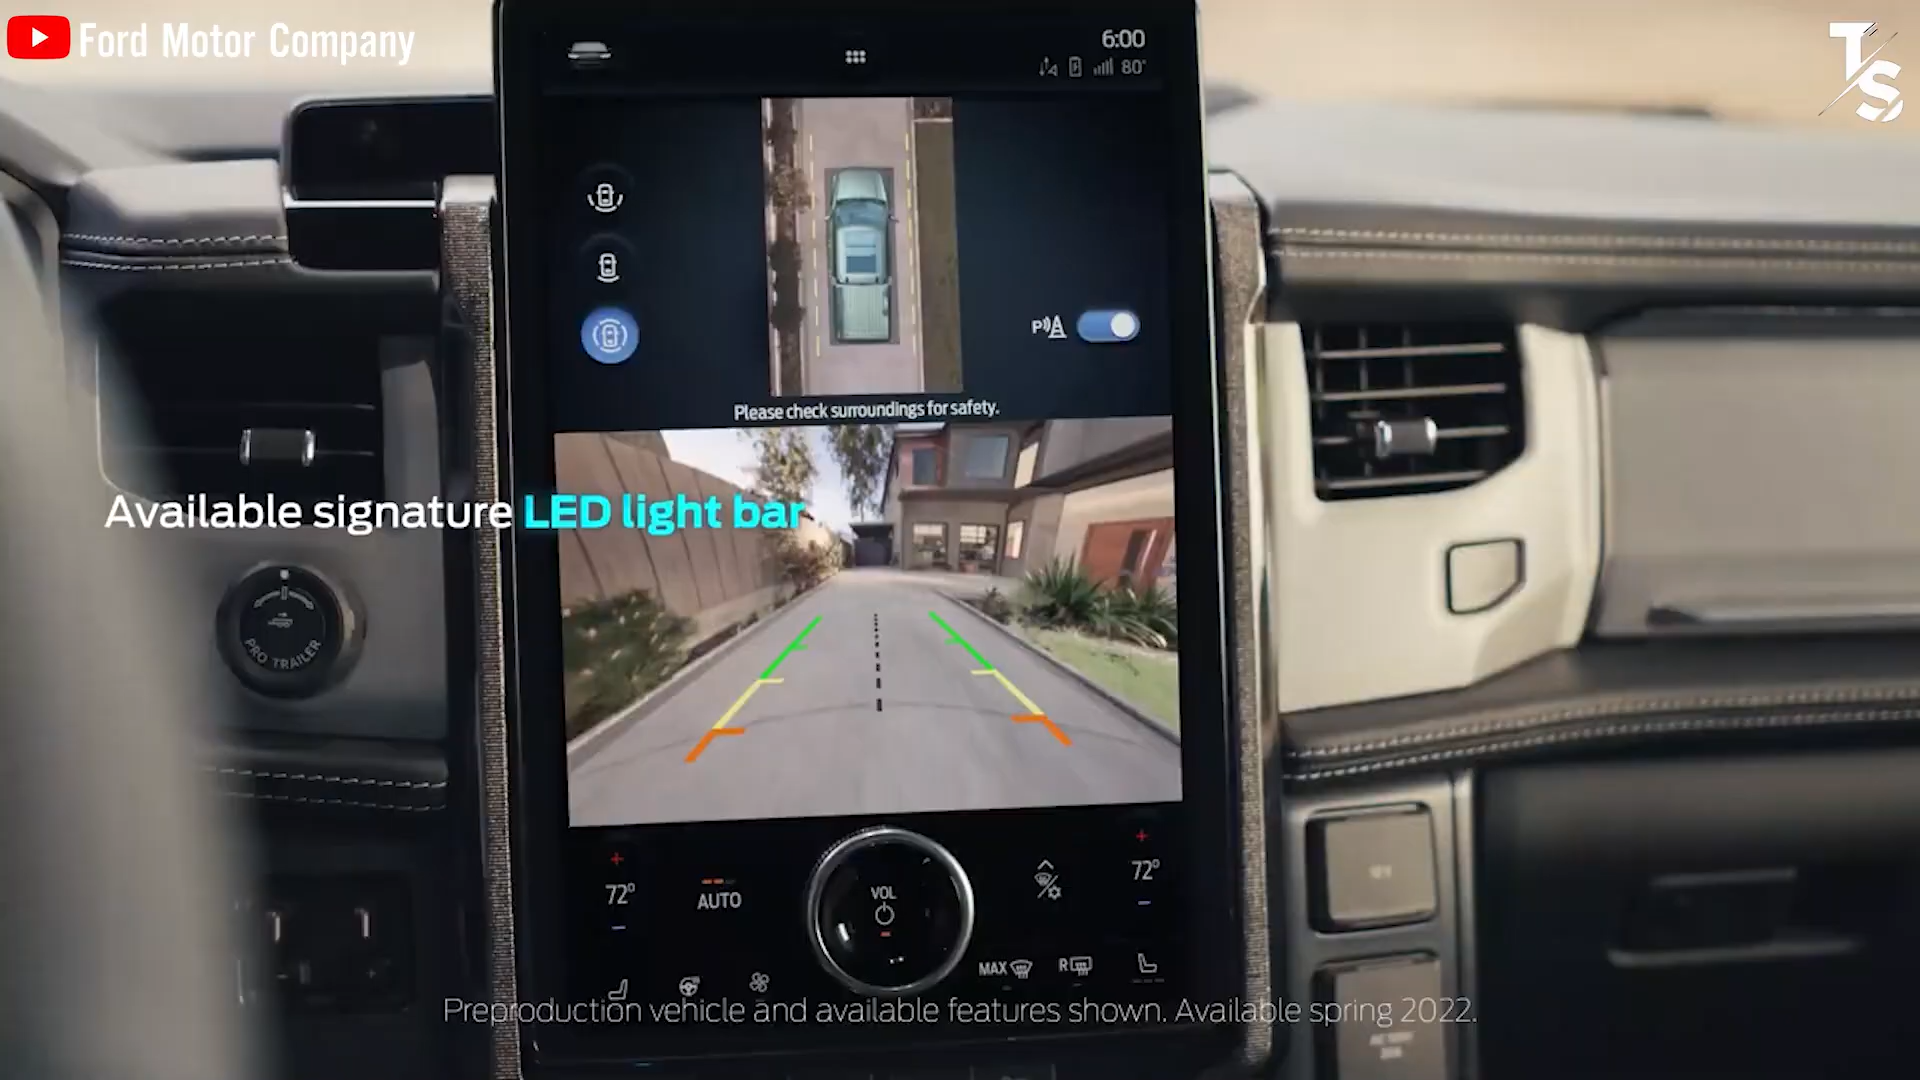 Ford Motor Company
TS
6:00
80°
P
Please check surroundings for safety.
Available signature LED light bar
PRO TRAILER
72°
AUTO
VOL
72°
MAX
R
Preproduction vehicle and available features shown. Available spring 2022.